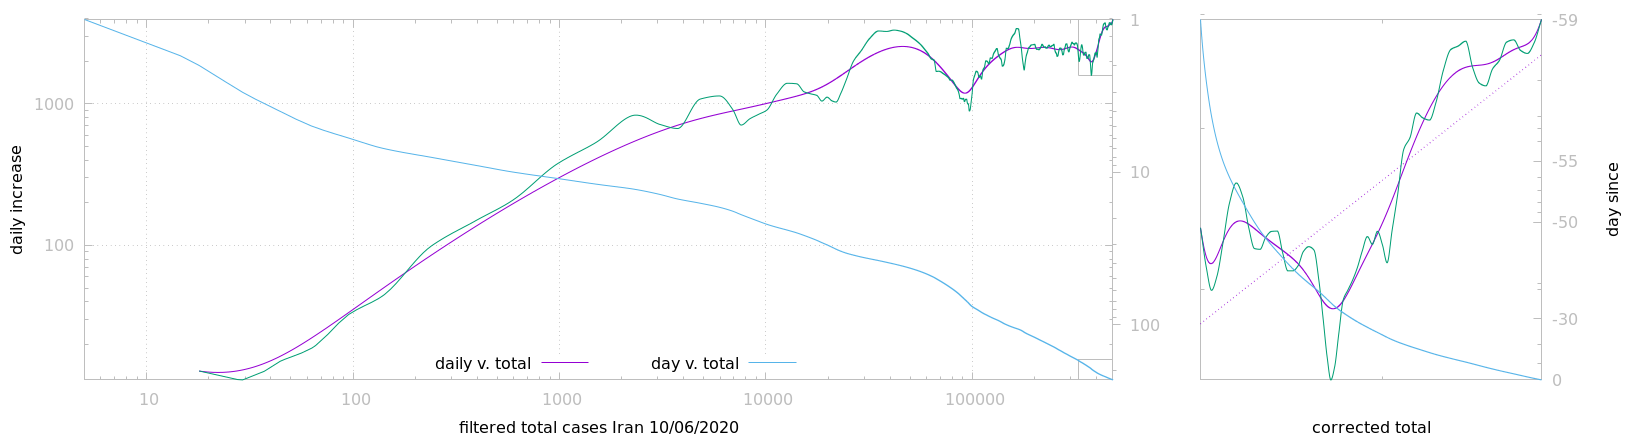 daily increase
1000
100
daily v. total
day v. total
10
100
1000
10000
100000
filtered total cases Iran 10/06/2020
1
10
100
-59
-55
-50
-30
0
day since
corrected total